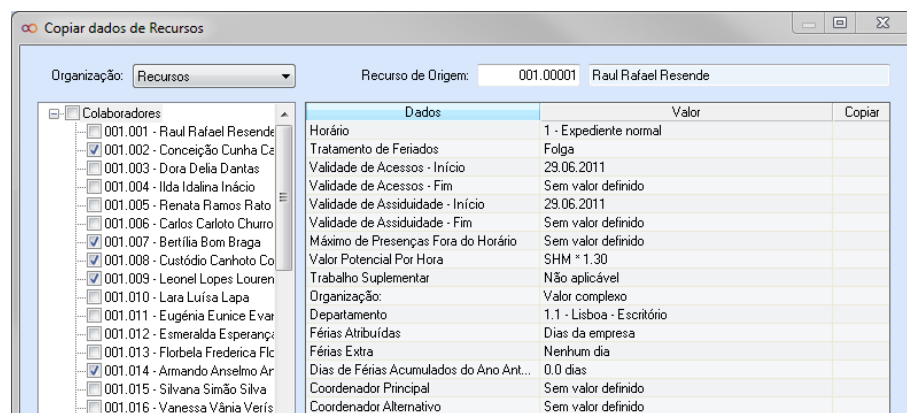 Copiar dados de Recursos
Organização: Recursos Recurso de Origem: 001.00001 Raul Rafael Resende
Colaboradores
001.001 - Raul Rafael Resende
001.002 - Conceição Cunha Ca
001.003 - Dora Delia Dantas
001.004 - Ilda Idalina Inácio
001.005 - Renata Ramos Rato
001.006 - Carlos Carloto Churro
001.007 - Bertília Bom Braga
001.008 - Custódio Canhoto Co
001.009 - Leonel Lopes Louren
001.010 - Lara Luísa Lapa
001.011 - Eugénia Eunice Evar
001.012 - Esmeralda Esperança
001.013 - Florbela Frederica Flc
001.014 - Armando Anselmo Ar
001.015 - Silvana Simão Silva
001.016 - Vanessa Vânia Verís
Dados Valor Copiar
Horário 1 - Expediente normal
Tratamento de Feriados Folga
Validade de Acessos - Início 29.06.2011
Validade de Acessos - Fim Sem valor definido
Validade de Assiduidade - Início 29.06.2011
Validade de Assiduidade - Fim Sem valor definido
Máximo de Presenças Fora do Horário Sem valor definido
Valor Potencial Por Hora SHM * 1.30
Trabalho Suplementar Não aplicável
Organização: Valor complexo
Departamento 1.1 - Lisboa - Escritório
Férias Atribuídas Dias da empresa
Férias Extra Nenhum dia
Dias de Férias Acumulados do Ano Ant... 0.0 dias
Coordenador Principal Sem valor definido
Coordenador Alternativo Sem valor definido